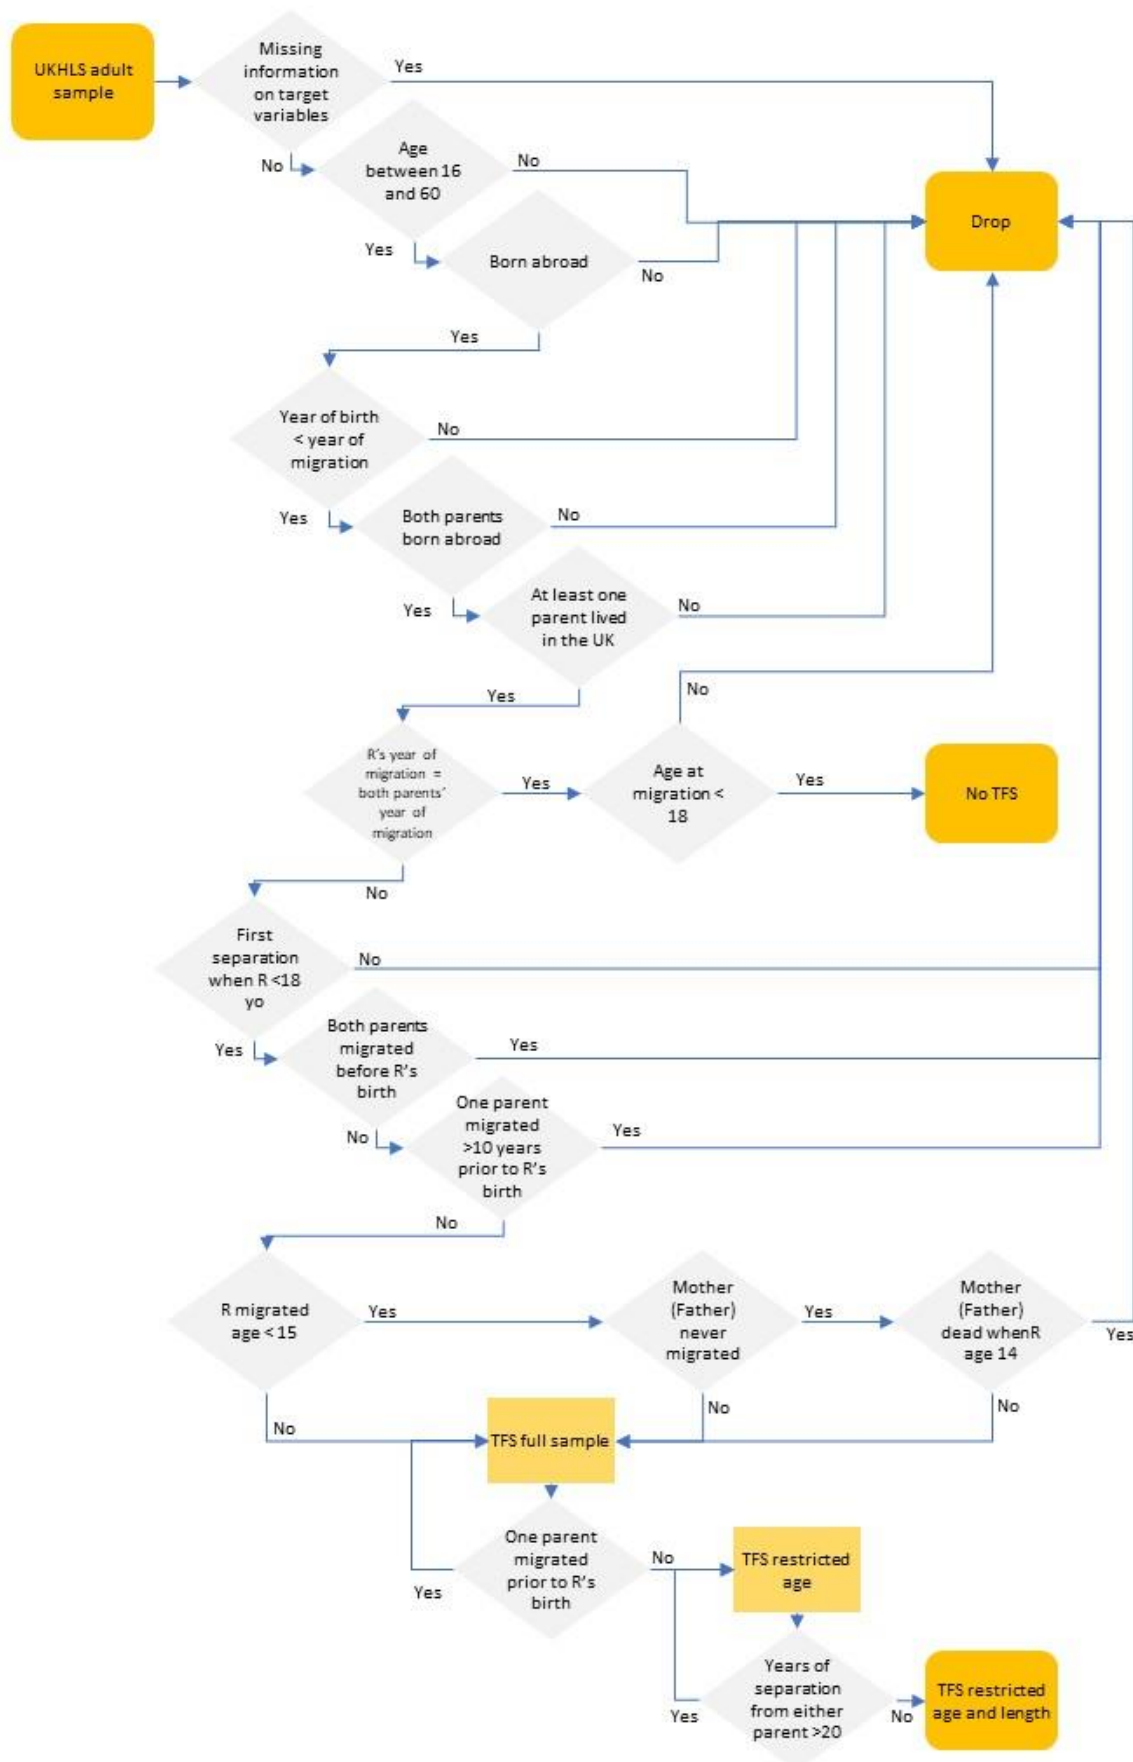 UKHLS adult
sample
Missing
information
on target
variables
Yes
No
Age
between 16
and 60
No
Drop
Yes
Born abroad
No
Yes
Year of birth
< year of
migration
No
Yes
Both parents
born abroad
No
Yes
At least one
parent lived
in the UK
No
Yes
No
R's year of
migration =
both parents'
year of
migration
Yes
Age at
migration <
18
Yes
No TFS
No
First
separation
when R <18
yo
No
Yes
Both parents
migrated
before R's
birth
Yes
No
One parent
migrated
>10 years
prior to R's
birth
Yes
No
R migrated
age < 15
Yes
Mother
(Father)
never
migrated
Yes
Mother
(Father)
dead whenR
age 14
Yes
No
No
No
TFS full sample
One parent
migrated
prior to R's
birth
Yes
No
TFS restricted
age
Years of
separation
from either
parent >20
Yes
No
TFS restricted
age and length